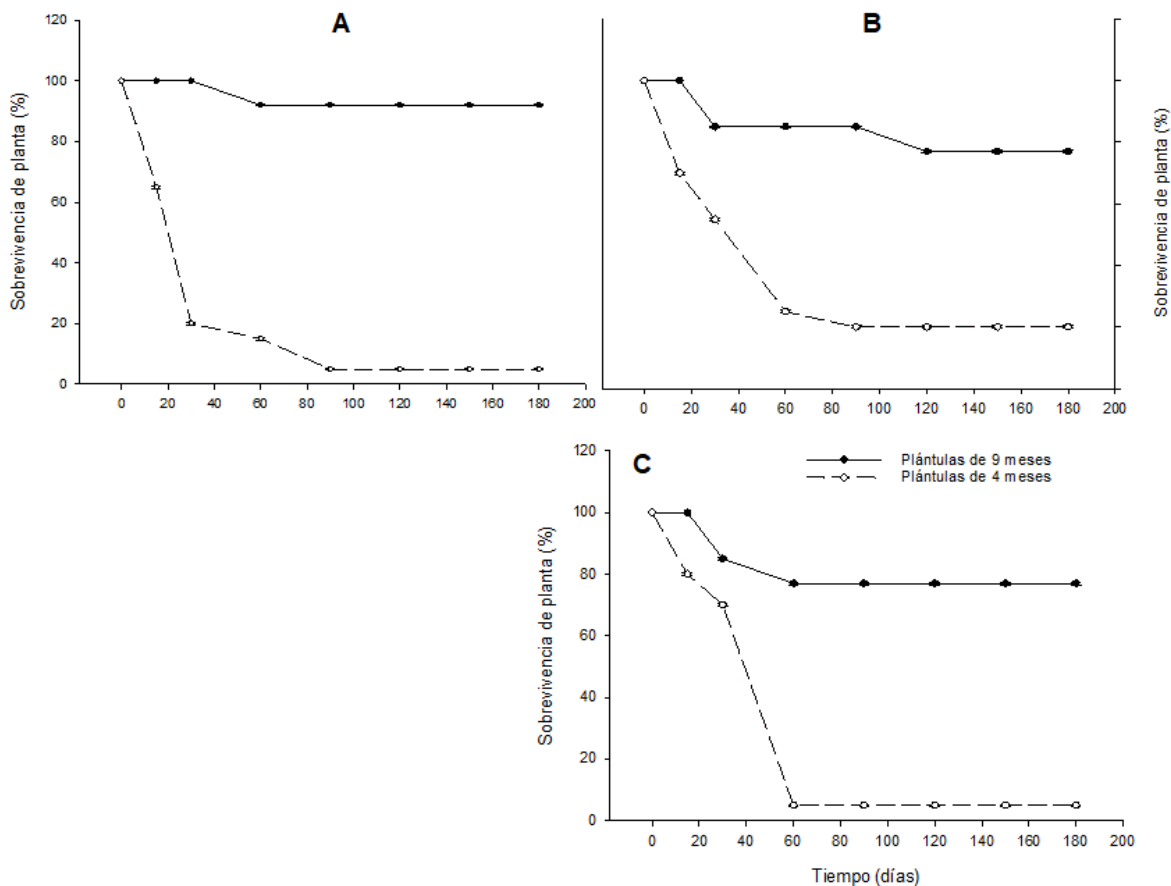 A
120
100
80
60
40
20
0
Sobrevivencia de planta (%)
0 20 40 60 80 100 120 140 160 180 200
B
Sobrevivencia de planta (%)
0 20 40 60 80 100 120 140 160 180 200
C
Plántulas de 9 meses
Plántulas de 4 meses
120
100
80
60
40
20
0
Sobrevivencia de planta (%)
0 20 40 60 80 100 120 140 160 180 200
Tiempo (días)